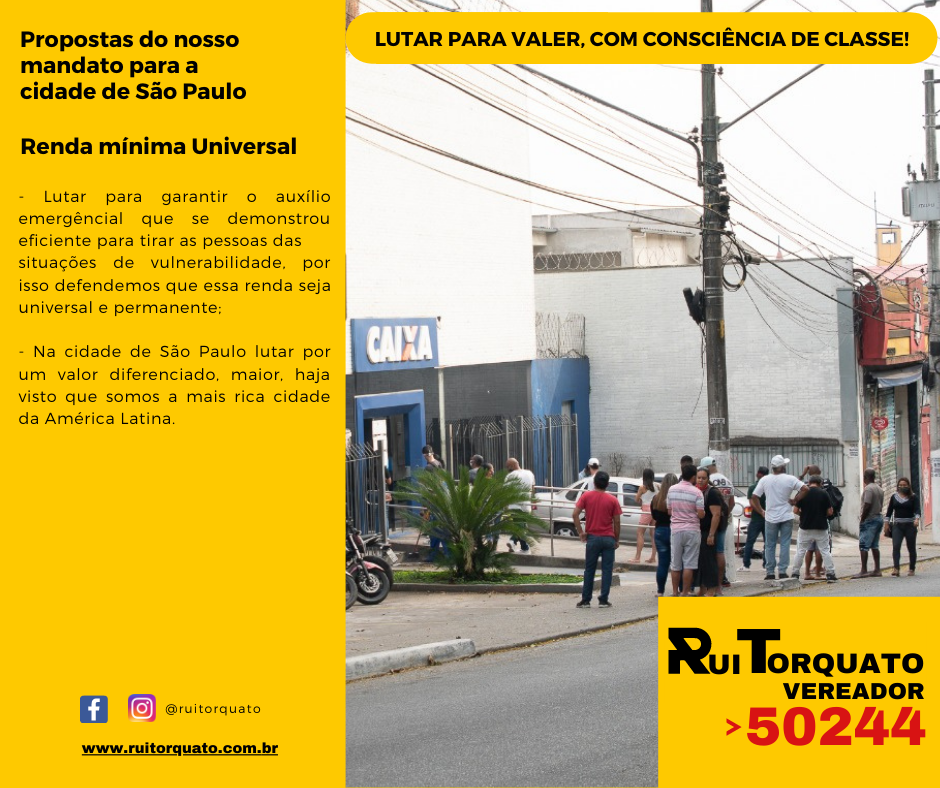 Propostas do nosso
mandato para a
cidade de São Paulo
Renda mínima Universal
- Lutar para garantir o auxílio
emergêncial que se demonstrou
eficiente para tirar as pessoas das
situações de vulnerabilidade, por
isso defendemos que essa renda seja
universal e permanente;
- Na cidade de São Paulo lutar por
um valor diferenciado, maior, haja
visto que somos a mais rica cidade
da América Latina.
@ruitorquato
www.ruitorquato.com.br
LUTAR PARA VALER, COM CONSCIÊNCIA DE CLASSE!
CAIXA
RUI TORQUATO
VEREADOR
>50244